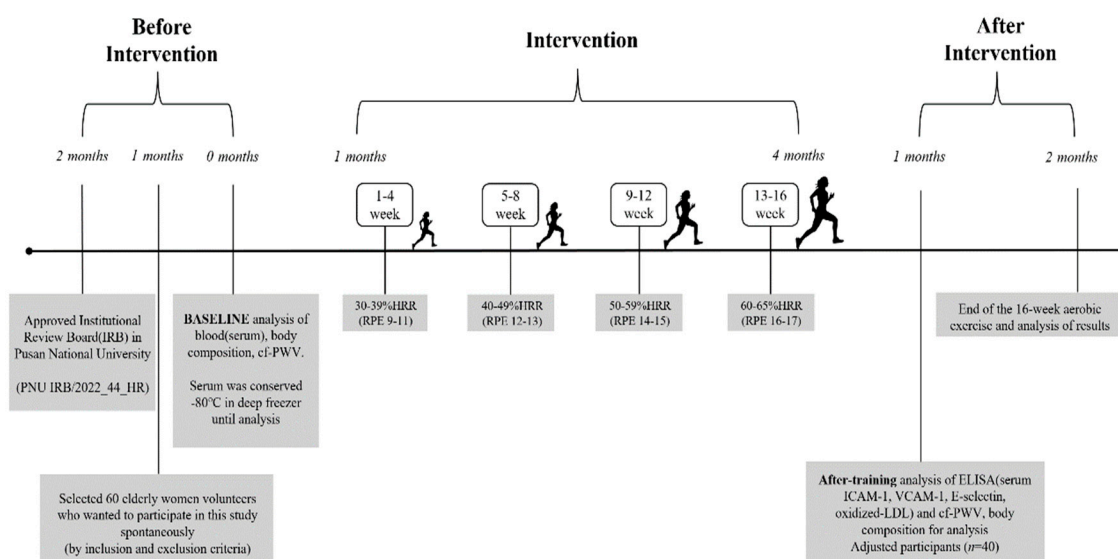 Before
Intervention
Intervention
After
Intervention
2 months
1 months
0 months
1 months
4 months
1 months
2 months
1-4
week
5-8
week
9-12
week
13-16
week
Approved Institutional
Review Board(IRB) in
Pusan National University
(PNU IRB/2022_44_HR)
BASELINE analysis of
blood(serum), body
composition, cf-PWV.
Serum was conserved
-80℃ in deep freezer
until analysis
30-39%HRR
(RPE 9-11)
40-49%HRR
(RPE 12-13)
50-59%HRR
(RPE 14-15)
60-65%HRR
(RPE 16-17)
End of the 16-week aerobic
exercise and analysis of results
Selected 60 elderly women volunteers
who wanted to participate in this study
spontaneously
(by inclusion and exclusion criteria)
After-training analysis of ELISA(serum
ICAM-1, VCAM-1, E-selectin,
oxidized-LDL) and cf-PWV, body
composition for analysis
Adjusted participants (n=40)